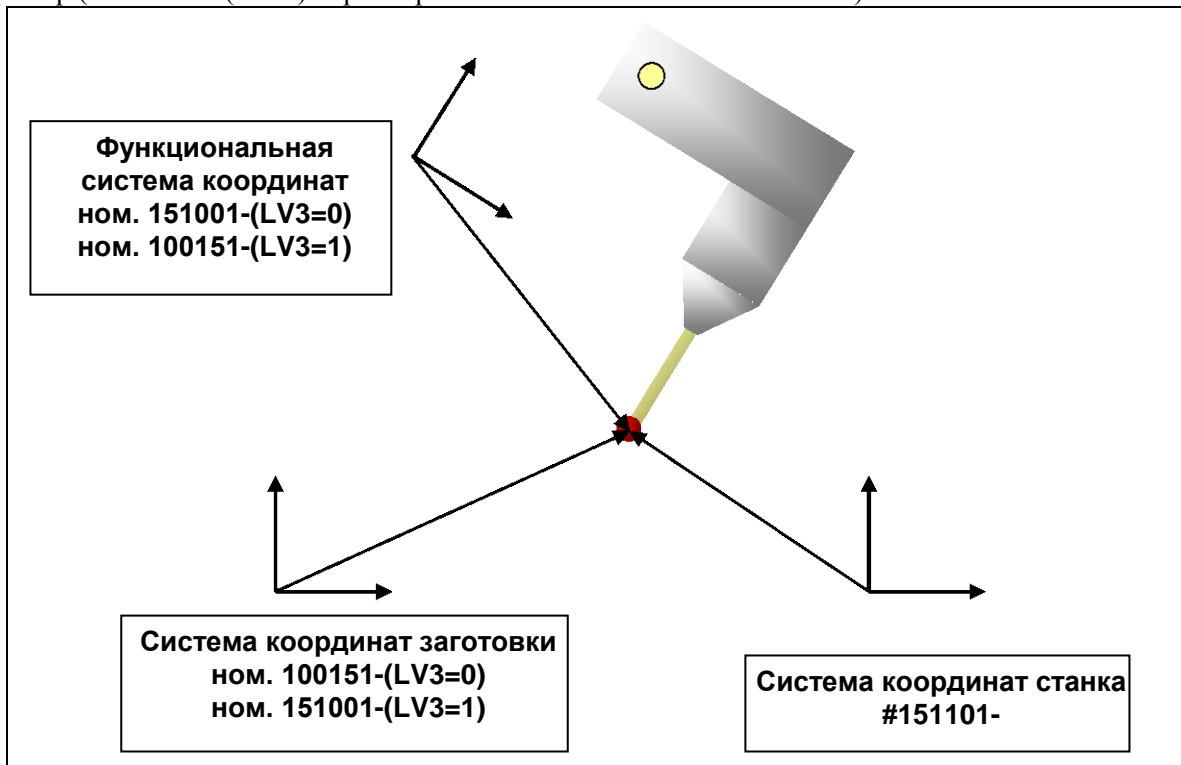 Функциональная
система координат
ном. 151001-(LV3=0)
ном. 100151-(LV3=1)
Система координат заготовки
ном. 100151-(LV3=0)
ном. 151001-(LV3=1)
Система координат станка
#151101-